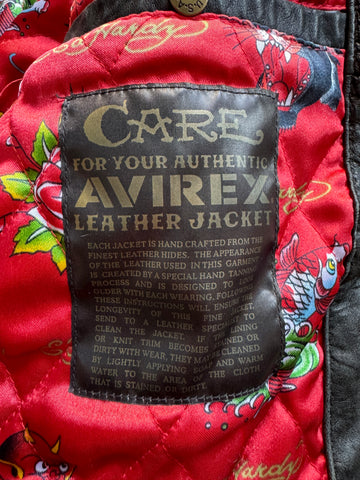 U.S.A
Ed Hardy
CARE
FOR YOUR AUTHENTIC
AVIREX
LEATHER JACKET
EACH JACKET IS HAND CRAFTED FROM THE
FINEST LEATHER HIDES. THE APPEARANCE
OF THE LEATHER USED IN THIS GARMENT
IS CREATED BY A SPECIAL HAND TANNING
PROCESS AND IS DESIGNED TO LOOK
OLDER WITH EACH WEARING. FOLLOWING
THESE INSTRUCTIONS WILL ENSURE THE
LONGEVITY OF THIS FINE
SEND TO A LEATHER SPECIALIST TO
CLEAN THE JACKET. IF THE LINING
OR KNIT TRIM BECOMES STAINED OR
DIRTY WITH WEAR, THEY MAY BE CLEANED
BY LIGHTLY APPLYING SOAP AND WARM
WATER TO THE AREA OF THE CLOTH
THAT IS STAINED OR DIRTY.
Hardy
Hardy